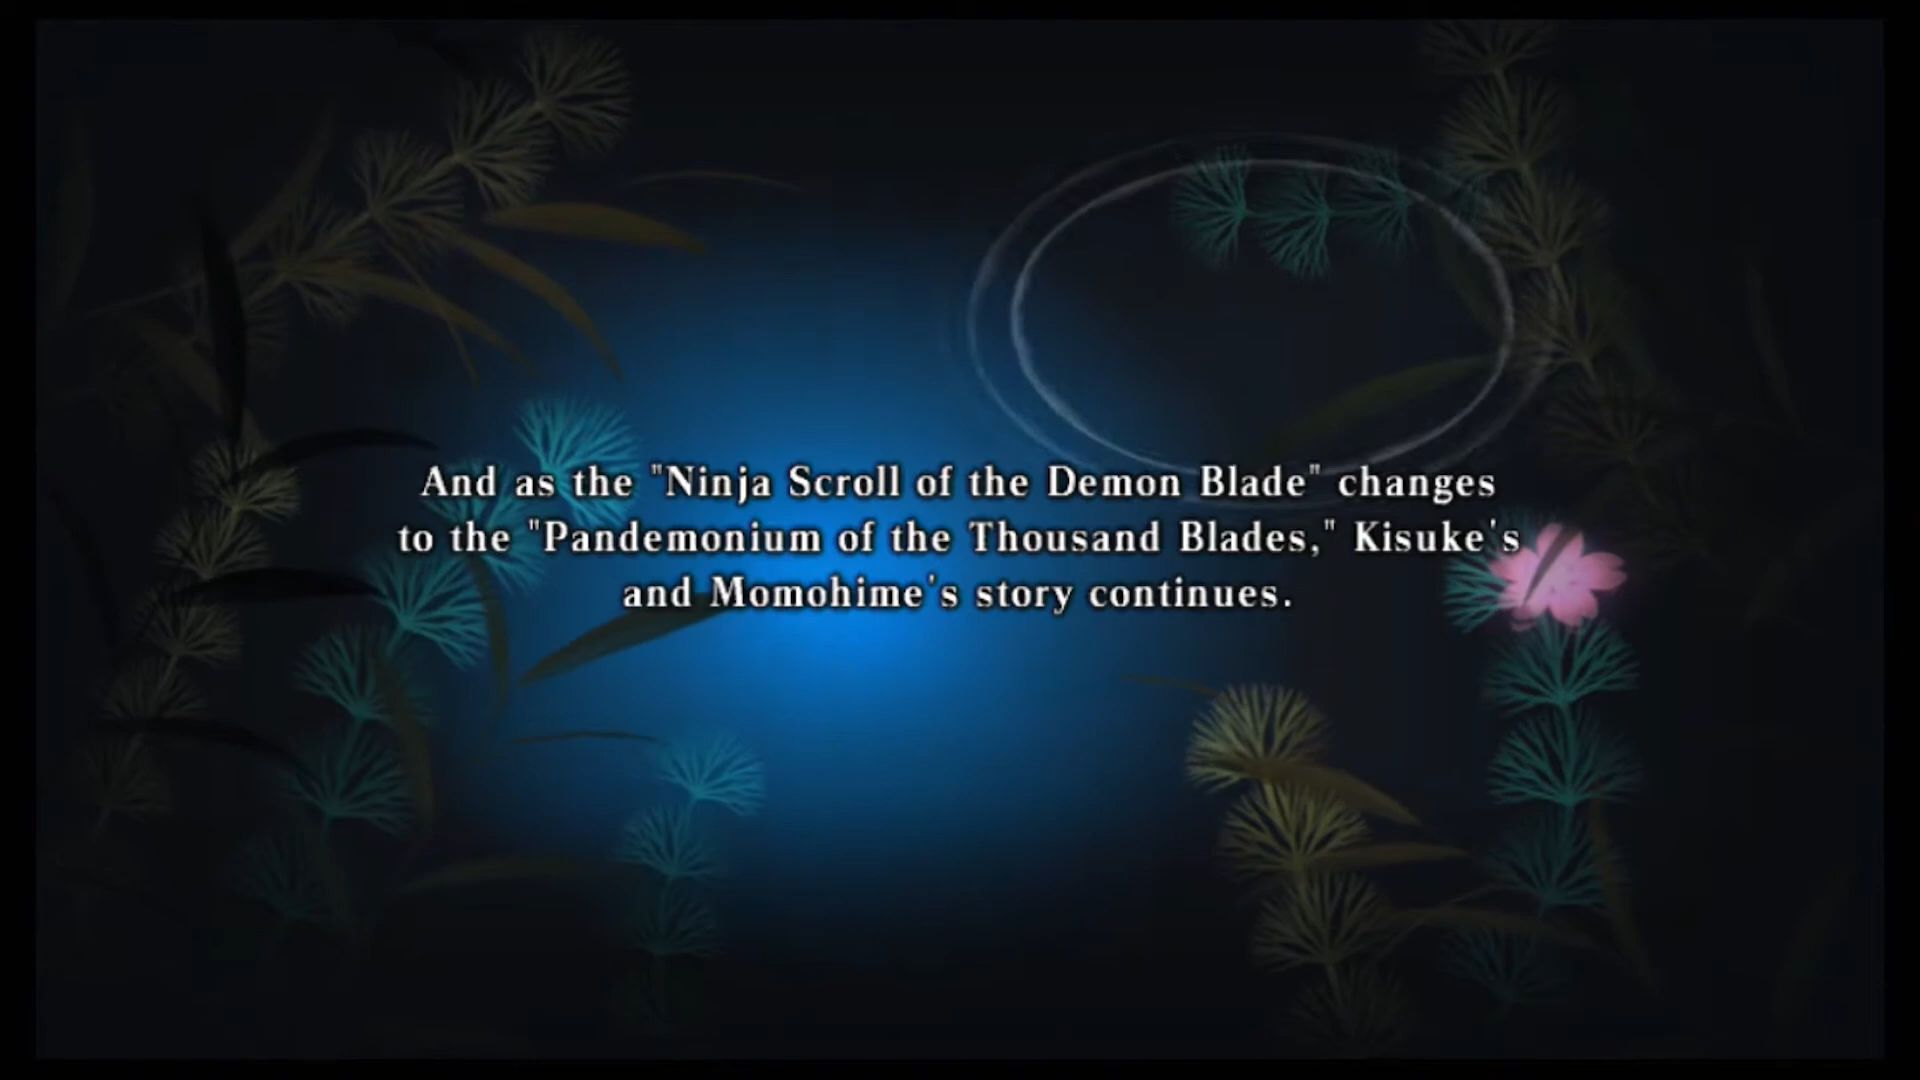 And as the "Ninja Scroll of the Demon Blade" changes
to the "Pandemonium of the Thousand Blades," Kisuke's
and Momohime's story continues.